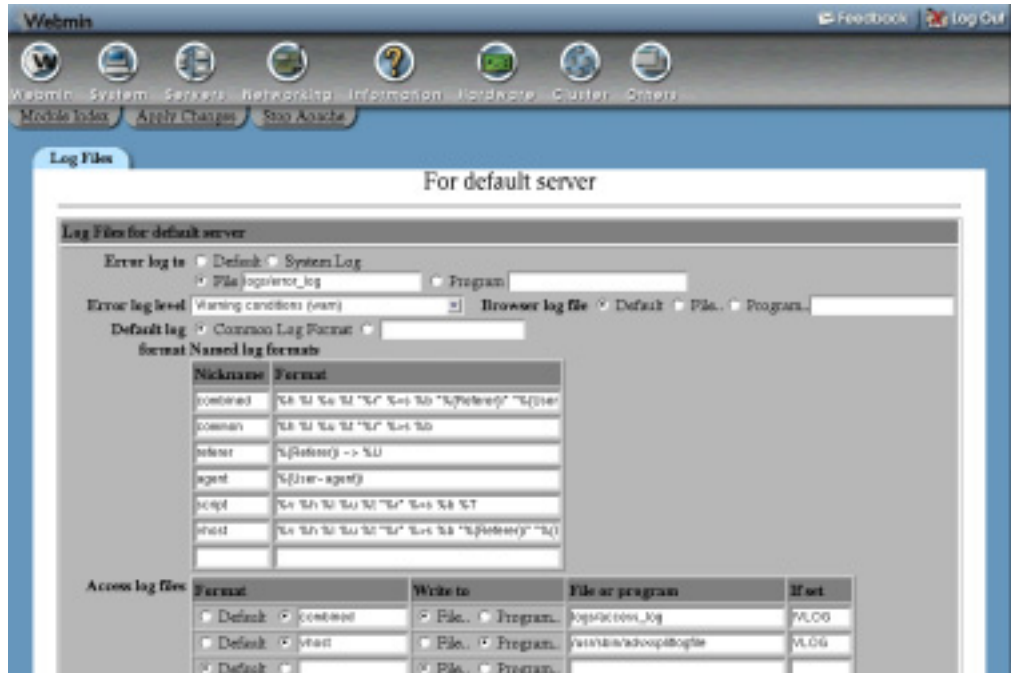 Webmin
Feedback Log Out
Webmin System Servers Networking Information Hardware Cluster Others
Module Index Apply Changes Stop Apache
Log Files
For default server
Log Files for default server
Error log to Default System Log
File logs/error_log Program
Error log level Warning conditions (warn) Browser log file Default File.. Program..
Default log Common Log Format
format Named log formats
Nickname Format
combined %h %l %u %t "%r" %>s %b "%{Referer}i" "%{User
common %h %l %u %t "%r" %>s %b
referer %{Referer}i -> %U
agent %{User-agent}i
script %v %h %l %u %t "%r" %>s %b %T
vhost %v %h %l %u %t "%r" %>s %b "%{Referer}i" "%{
Access log files Format Write to File or program If set
Default combined File.. Program.. logs/access_log !VLOG
Default vhost File.. Program.. VLOG
Default File.. Program..